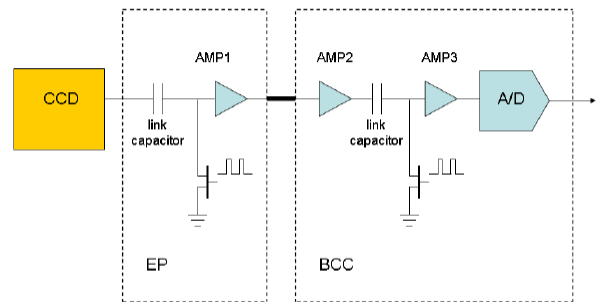 AMP1
AMP2
AMP3
CCD
A/D
link
capacitor
link
capacitor
EP
BCC